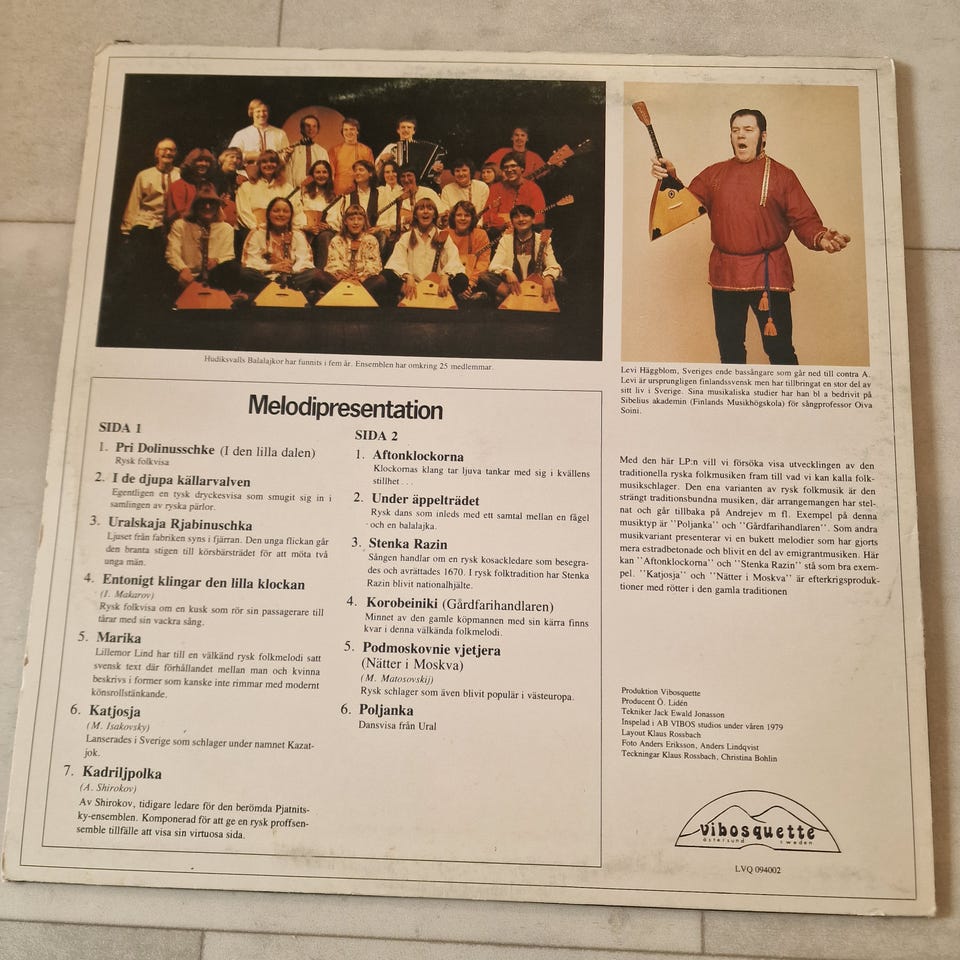 Hudiksvalls Balalajkor har funnits i fem år. Ensemblen har omkring 25 medlemmar.
Levi Häggblom, Sveriges ende bassångare som går ned till contra A.
Levi är ursprungligen finlandssvensk men har tillbringat en stor del av
sitt liv i Sverige. Sina musikaliska studier har han bl a bedrivit på
Sibelius akademin (Finlands Musikhögskola) för sångprofessor Oiva
Soini.
Melodipresentation
SIDA 1
1. Pri Dolinusschke (I den lilla dalen)
Rysk folkvisa
2. I de djupa källarvalven
Egentligen en tysk dryckesvisa som smugit sig in i
samlingen av ryska pärlor.
3. Uralskaja Rjabinuschka
Ljuset från fabriken syns i fjärran. Den unga flickan går
den branta stigen till körsbärsträdet för att möta två
unga män.
4. Entonigt klingar den lilla klockan
(I. Makarov)
Rysk folkvisa om en kusk som rör sin passagerare till
tårar med sin vackra sång.
5. Marika
Lillemor Lind har till en välkänd rysk folkmelodi satt
svensk text där förhållandet mellan man och kvinna
beskrivs i former som kanske inte rimmar med modernt
könsrollstänkande.
6. Katjosja
(M. Isakovsky)
Lanserades i Sverige som schlager under namnet Kazat-
jok.
7. Kadriljpolka
(A. Shirokov)
Av Shirokov, tidigare ledare för den berömda Pjatnits-
ky-ensemblen. Komponerad för att ge en rysk proffsen-
semble tillfälle att visa sin virtuosa sida.
SIDA 2
1. Aftonklockorna
Klockornas klang tar ljuva tankar med sig i kvällens
stillhet . . .
2. Under äppelträdet
Rysk dans som inleds med ett samtal mellan en fågel
och en balalajka.
3. Stenka Razin
Sången handlar om en rysk kosackledare som besegra-
des och avrättades 1670. I rysk folktradition har Stenka
Razin blivit nationalhjälte.
4. Korobeiniki (Gårdfarihandlaren)
Minnet av den gamle köpmannen med sin kärra finns
kvar i denna välkända folkmelodi.
5. Podmoskovnie vjetjera
(Nätter i Moskva)
(M. Matosovskij)
Rysk schlager som även blivit populär i västeuropa.
6. Poljanka
Dansvisa från Ural
Med den här LP:n vill vi försöka visa utvecklingen av den
traditionella ryska folkmusiken fram till vad vi kan kalla folk-
musikschlager. Den ena varianten av rysk folkmusik är den
strängt traditionsbundna musiken, där arrangemangen har stel-
nat och går tillbaka på Andrejev m fl. Exempel på denna
musiktyp är "Poljanka" och "Gårdfarihandlaren". Som andra
musikvariant presenterar vi en bukett melodier som har gjorts
mera estradbetonade och blivit en del av emigrantmusiken. Här
kan "Aftonklockorna" och "Stenka Razin" stå som bra exem-
pel. "Katjosja" och "Nätter i Moskva" är efterkrigsproduk-
tioner med rötter i den gamla traditionen
Produktion Vibosquette
Producent Ö. Lidén
Tekniker Jack Ewald Jonasson
Inspelad i AB VIBOS studios under våren 1979
Layout Klaus Rossbach
Foto Anders Eriksson, Anders Lindqvist
Teckningar Klaus Rossbach, Christina Bohlin
vibosquette
östersund sweden
LVQ 094002